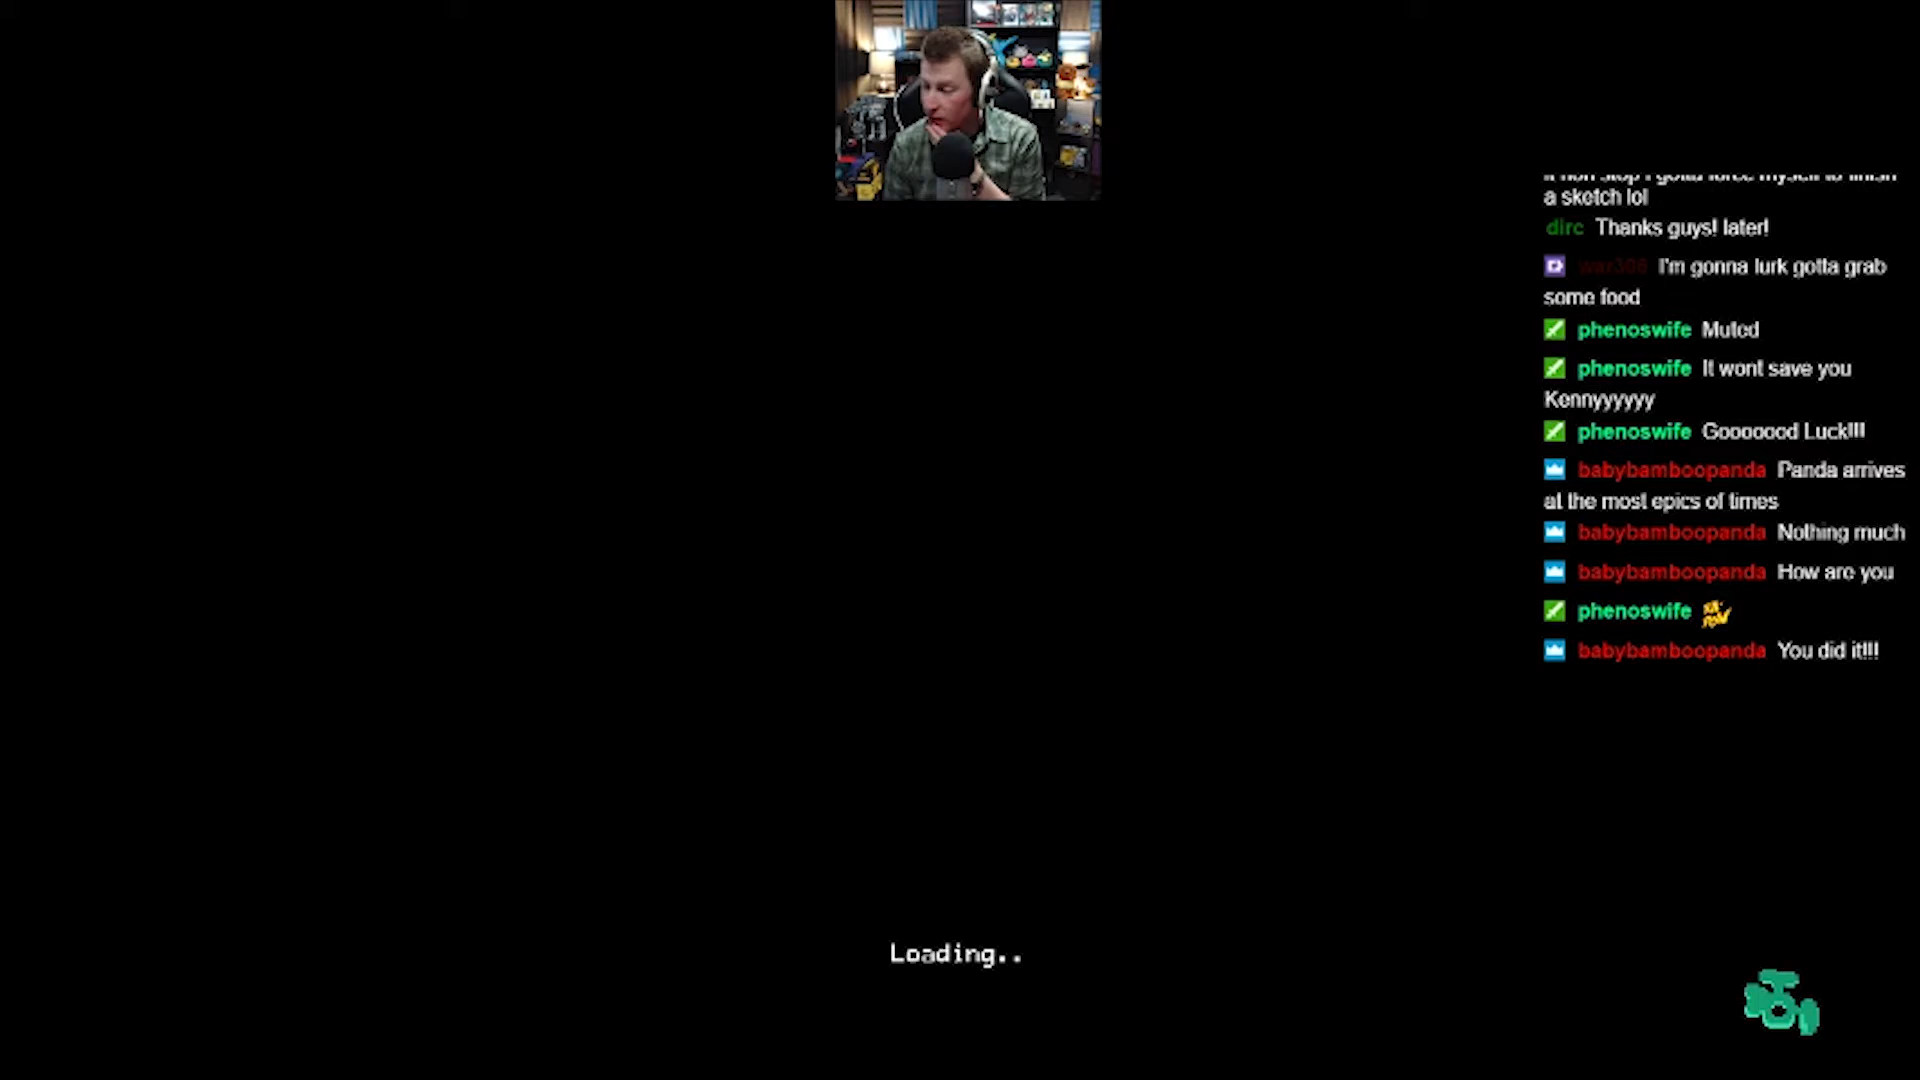 a sketch lol
dirc Thanks guys! later!
I'm gonna lurk gotta grab
some food
phenoswife Muted
phenoswife It wont save you
Kennyyyyyy
phenoswife Gooooood Luck!!!
babybamboopanda Panda arrives
at the most epics of times
babybamboopanda Nothing much
babybamboopanda How are you
phenoswife
babybamboopanda You did it!!!
Loading..